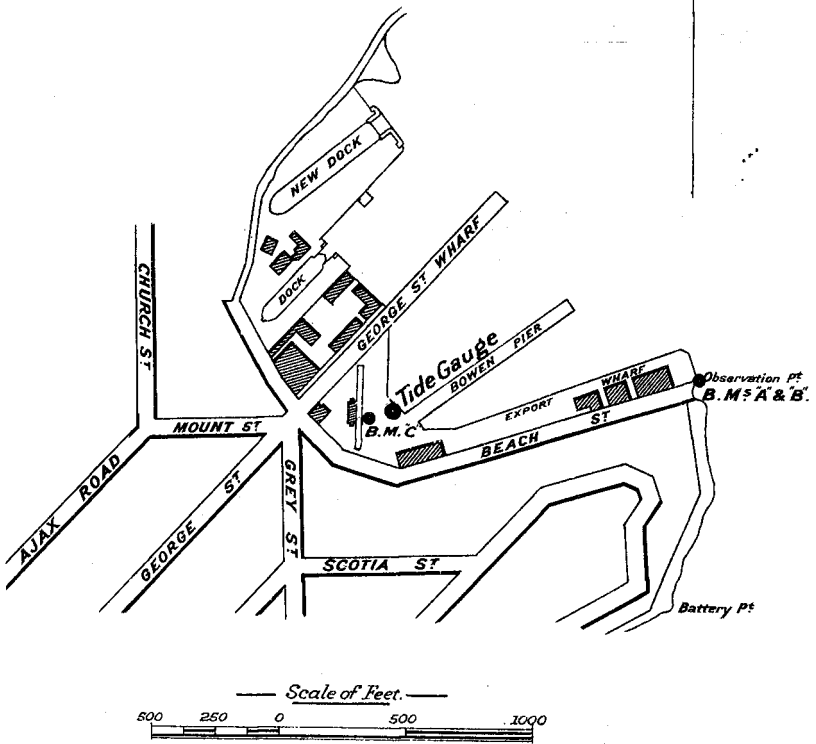 NEW DOCK
DOCK
GEORGE ST WHARF
CHURCH ST
Tide Gauge
BOWEN PIER
EXPORT WHARF
Observation Pt
B.Ms "A" & "B".
B.M. "C"
BEACH ST
MOUNT ST
AJAX ROAD
GEORGE ST
GREY ST
SCOTIA ST
Battery Pt
Scale of Feet.
500 250 0 500 1000